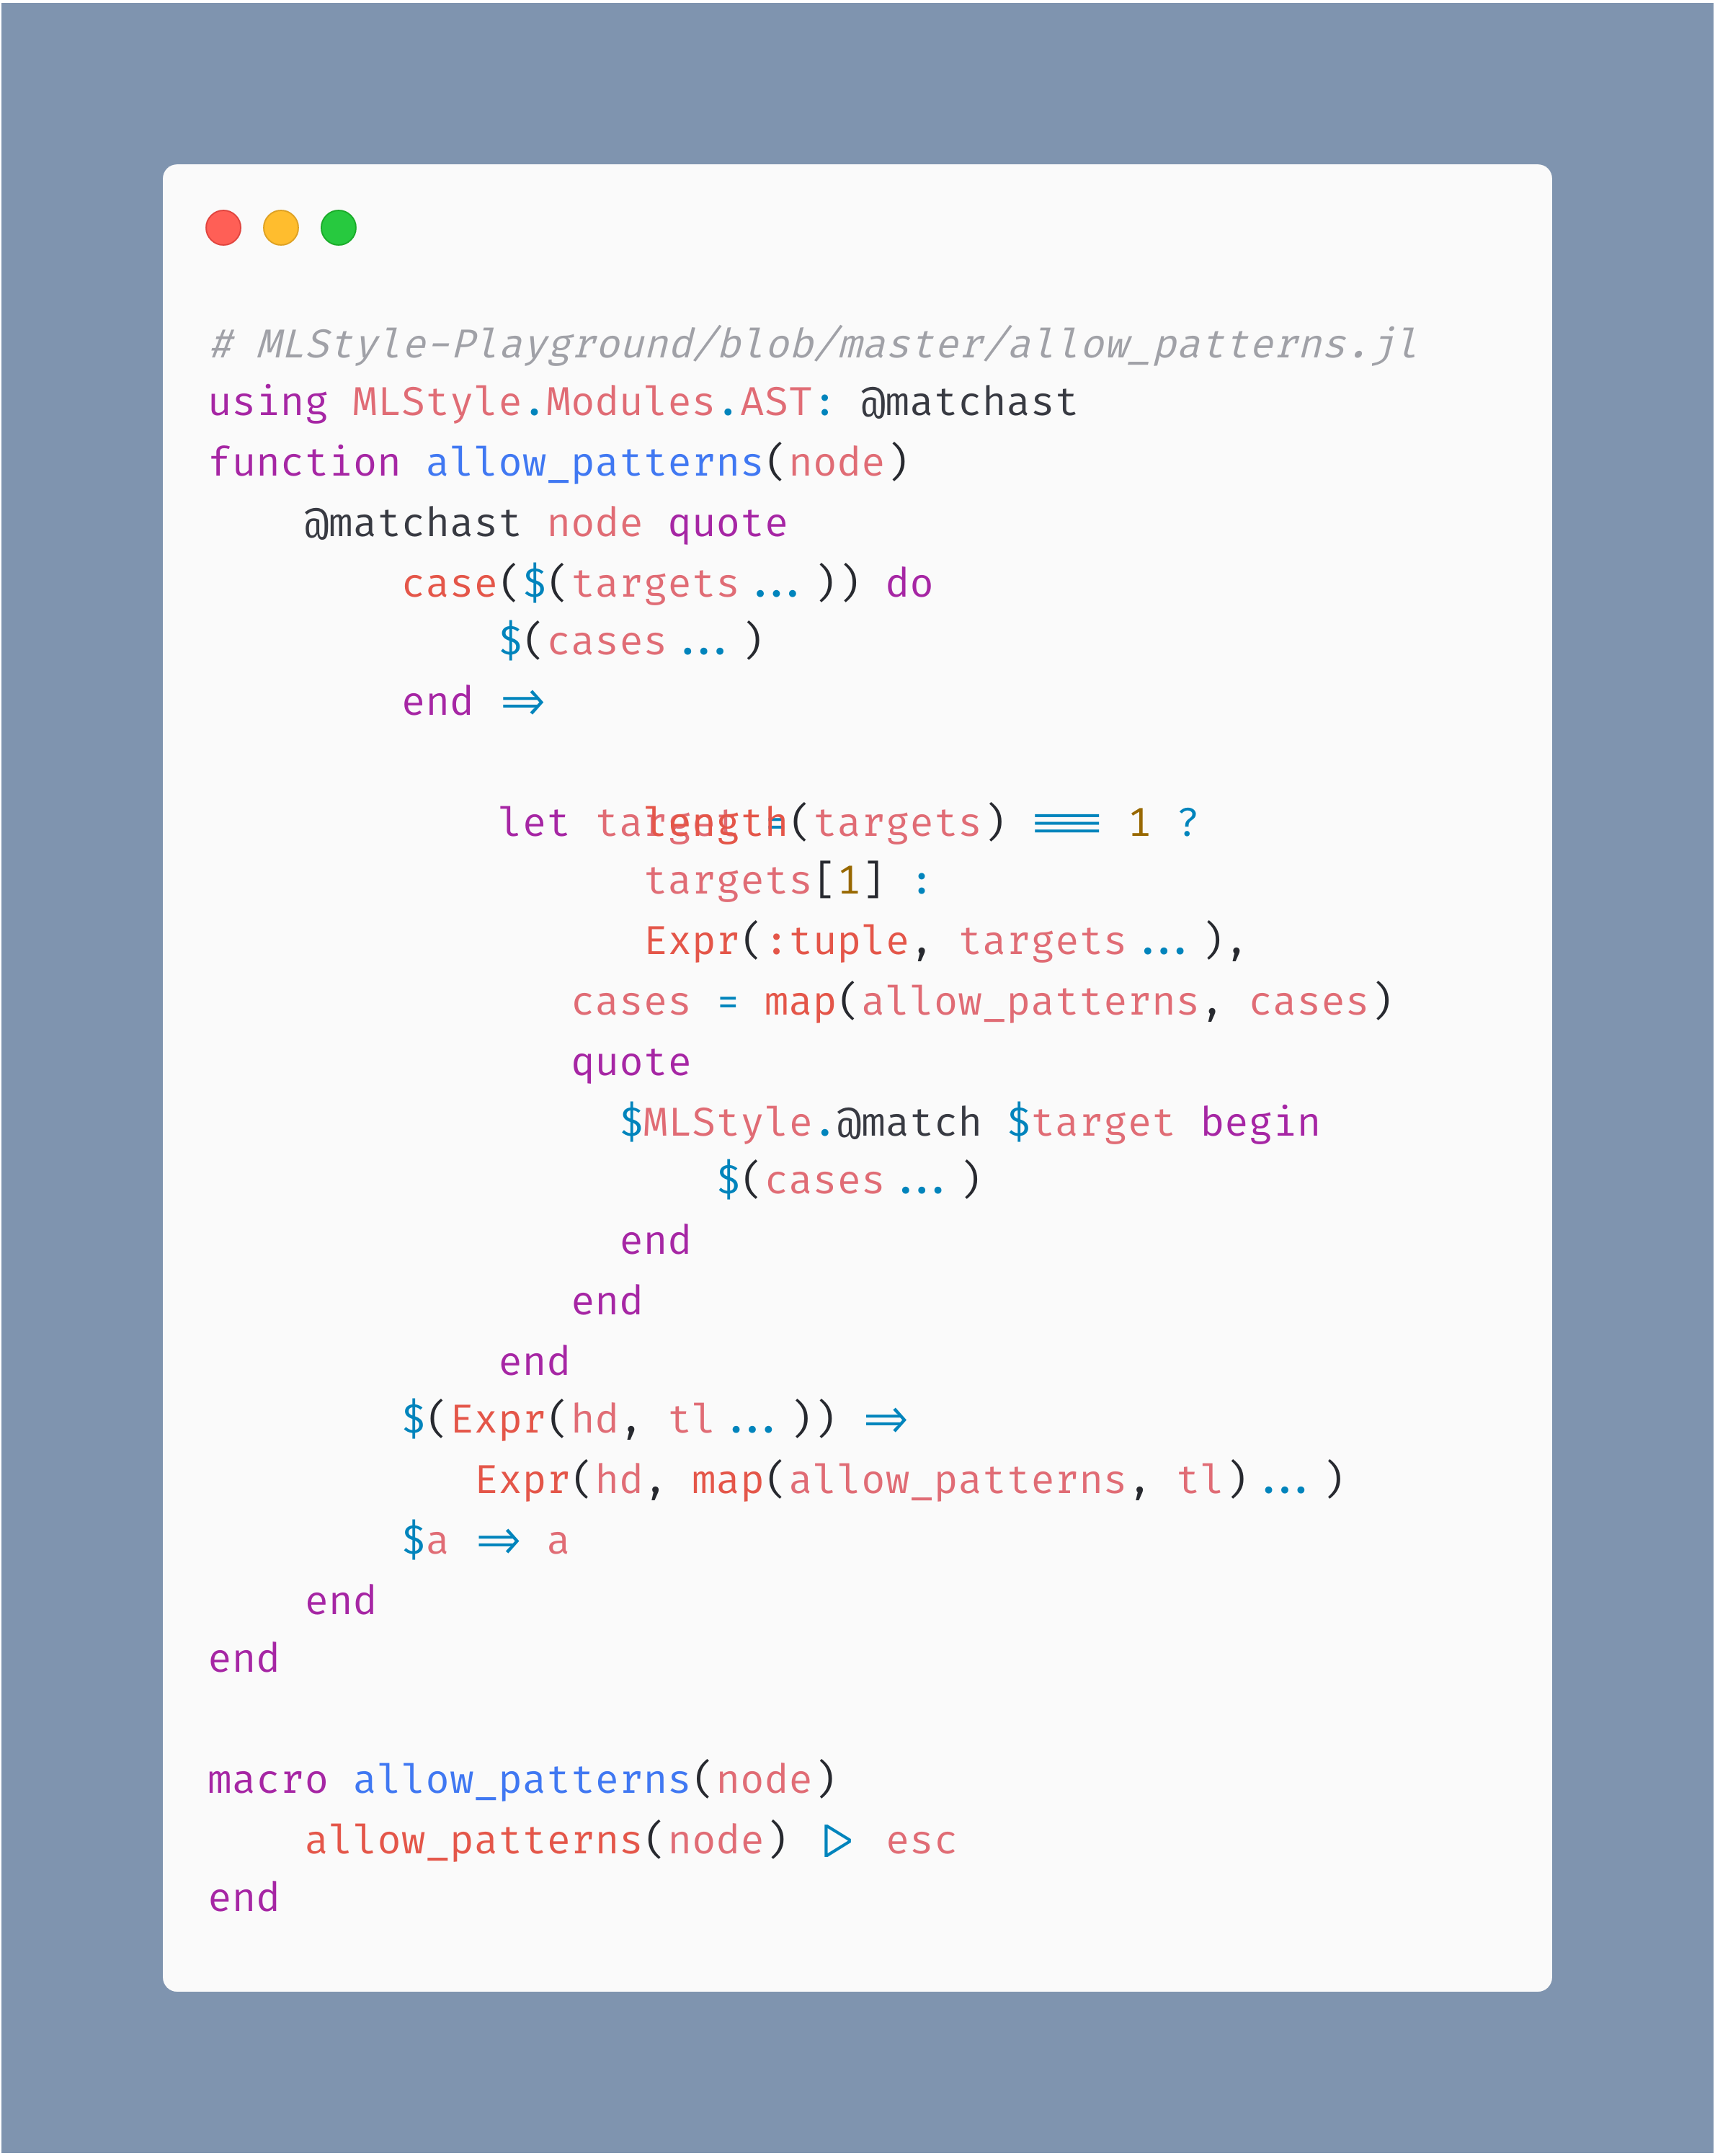 # MLStyle-Playground/blob/master/allow_patterns.jl
using MLStyle.Modules.AST: @matchast
function allow_patterns(node)
    @matchast node quote
        case($(targets...)) do
            $(cases...)
        end =>
            let target =
                  length(targets) === 1 ?
                  targets[1] :
                  Expr(:tuple, targets...),
               cases = map(allow_patterns, cases)
               quote
                 $MLStyle.@match $target begin
                     $(cases...)
                 end
               end
            end
        $(Expr(hd, tl...)) =>
           Expr(hd, map(allow_patterns, tl)...)
        $a => a
    end
end

macro allow_patterns(node)
    allow_patterns(node) |> esc
end